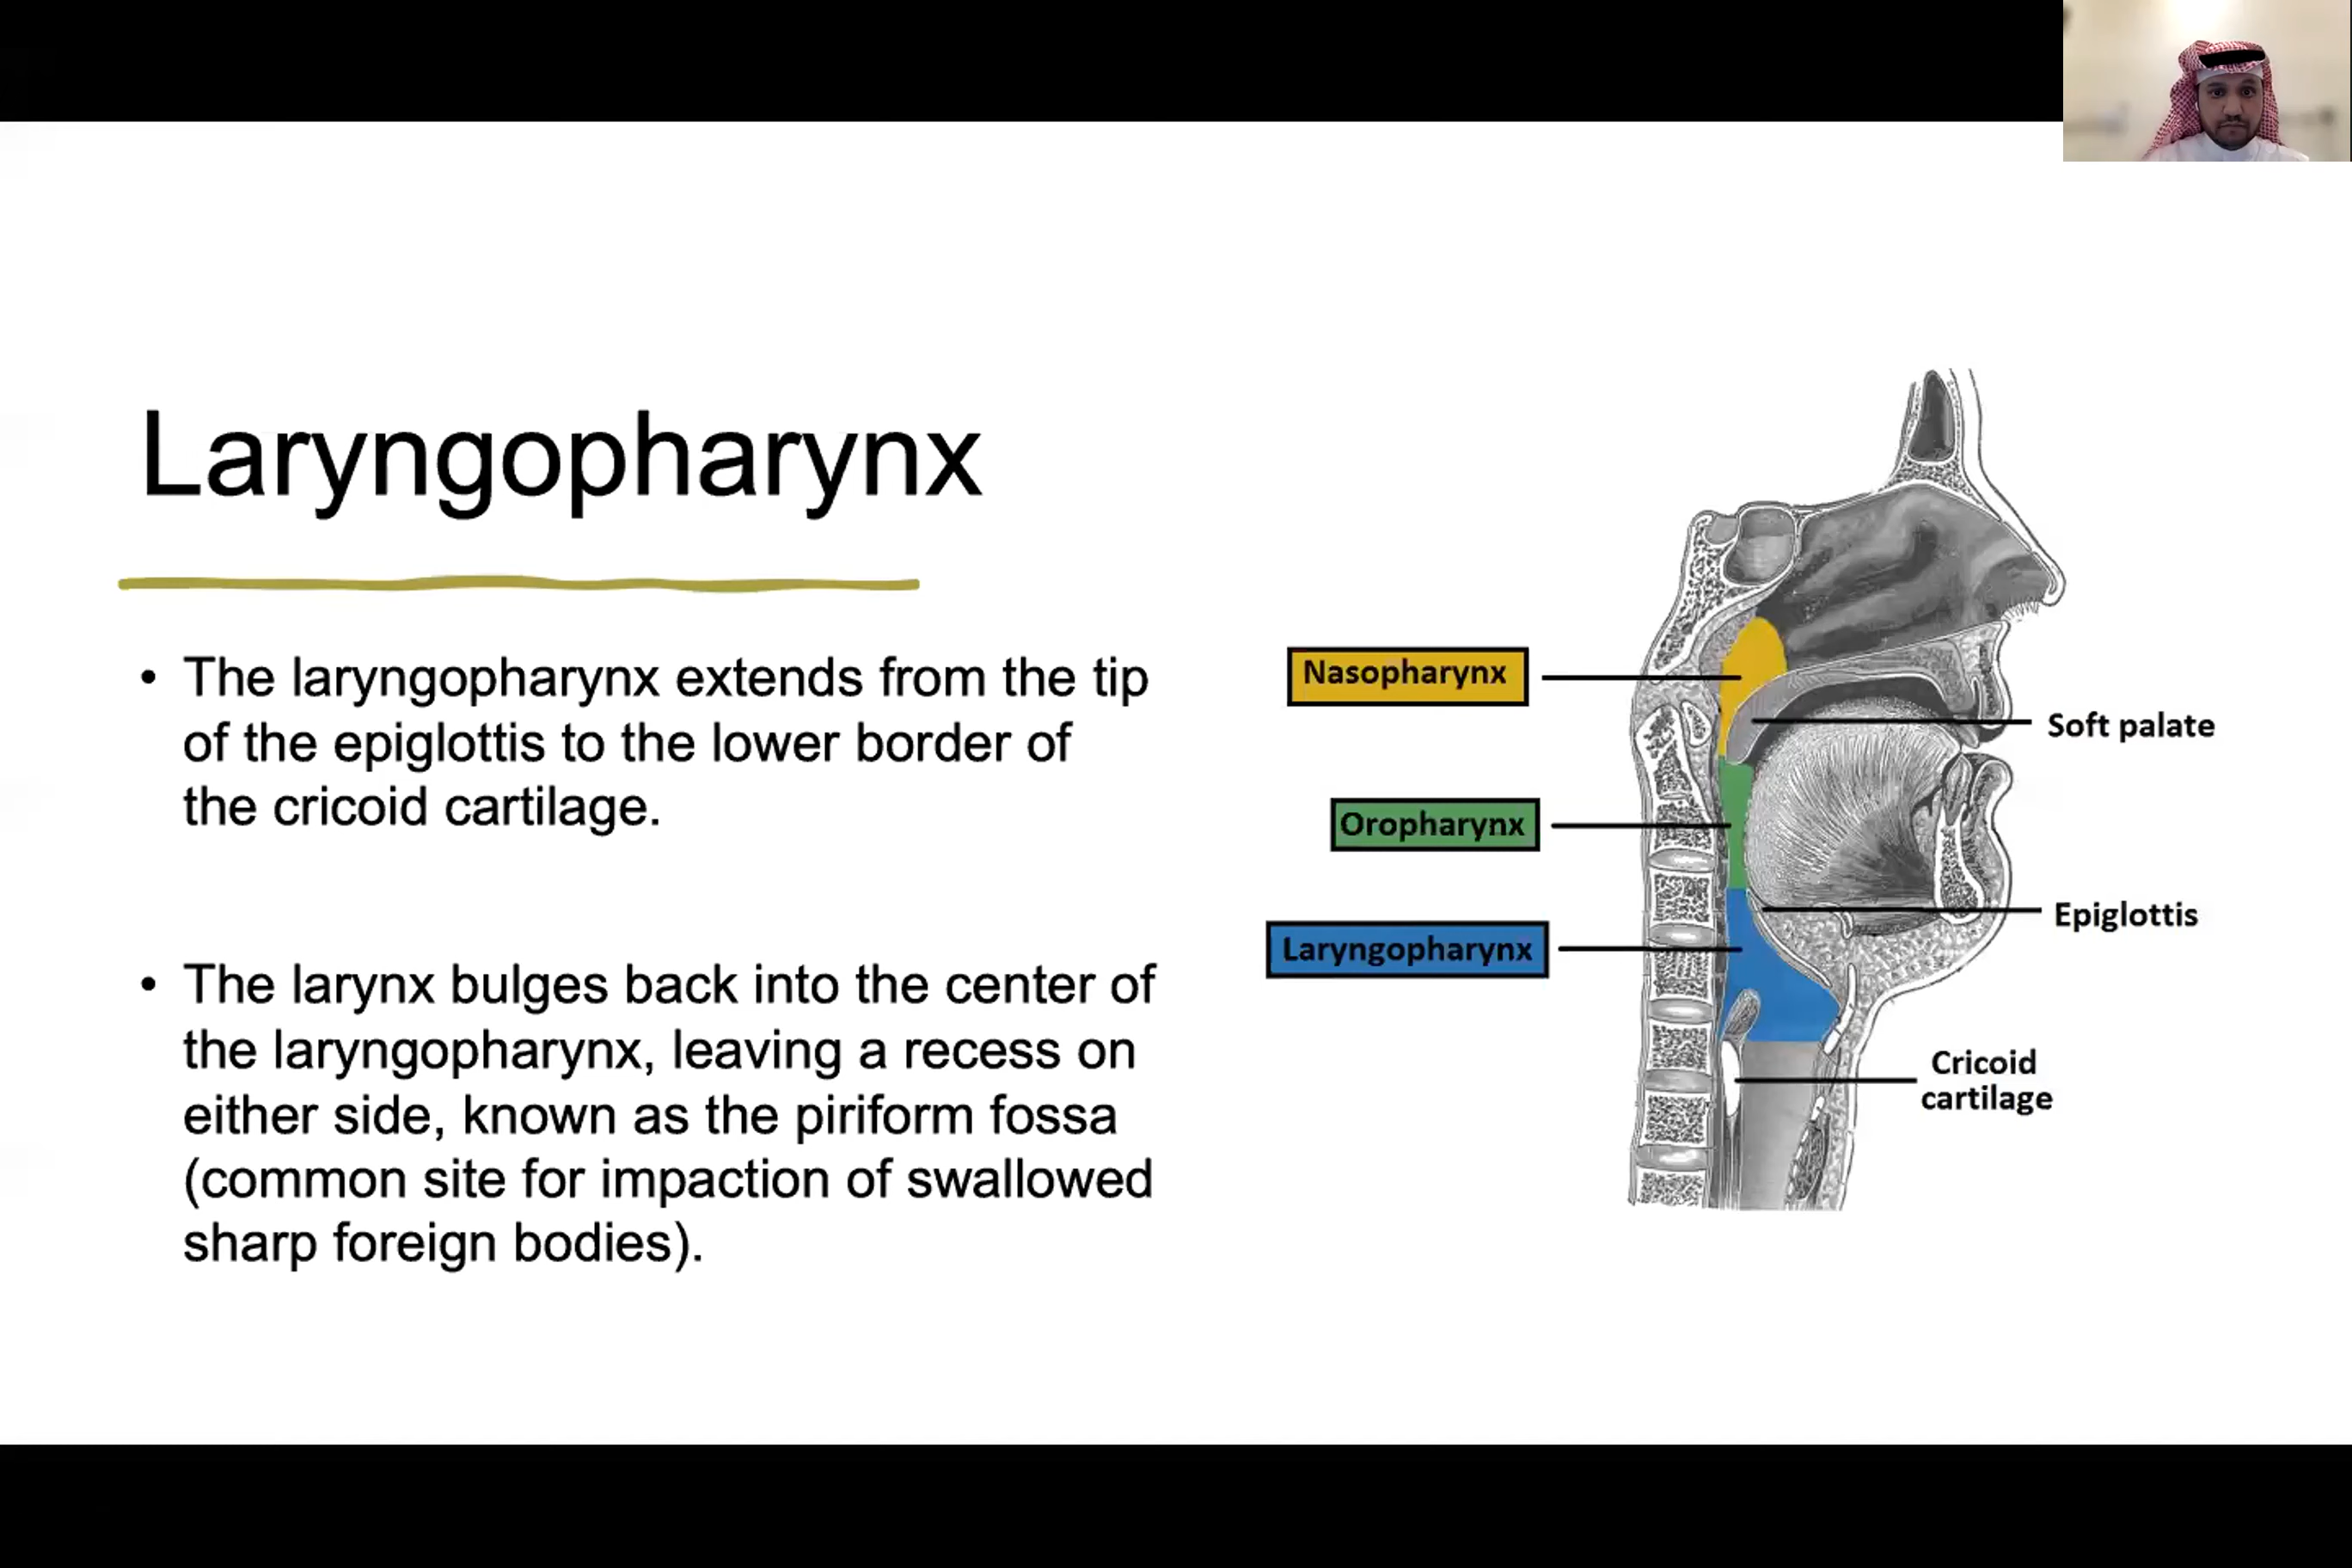 Laryngopharynx
• The laryngopharynx extends from the tip
of the epiglottis to the lower border of
the cricoid cartilage.
• The larynx bulges back into the center of
the laryngopharynx, leaving a recess on
either side, known as the piriform fossa
(common site for impaction of swallowed
sharp foreign bodies).
Nasopharynx
Soft palate
Oropharynx
Epiglottis
Laryngopharynx
Cricoid
cartilage